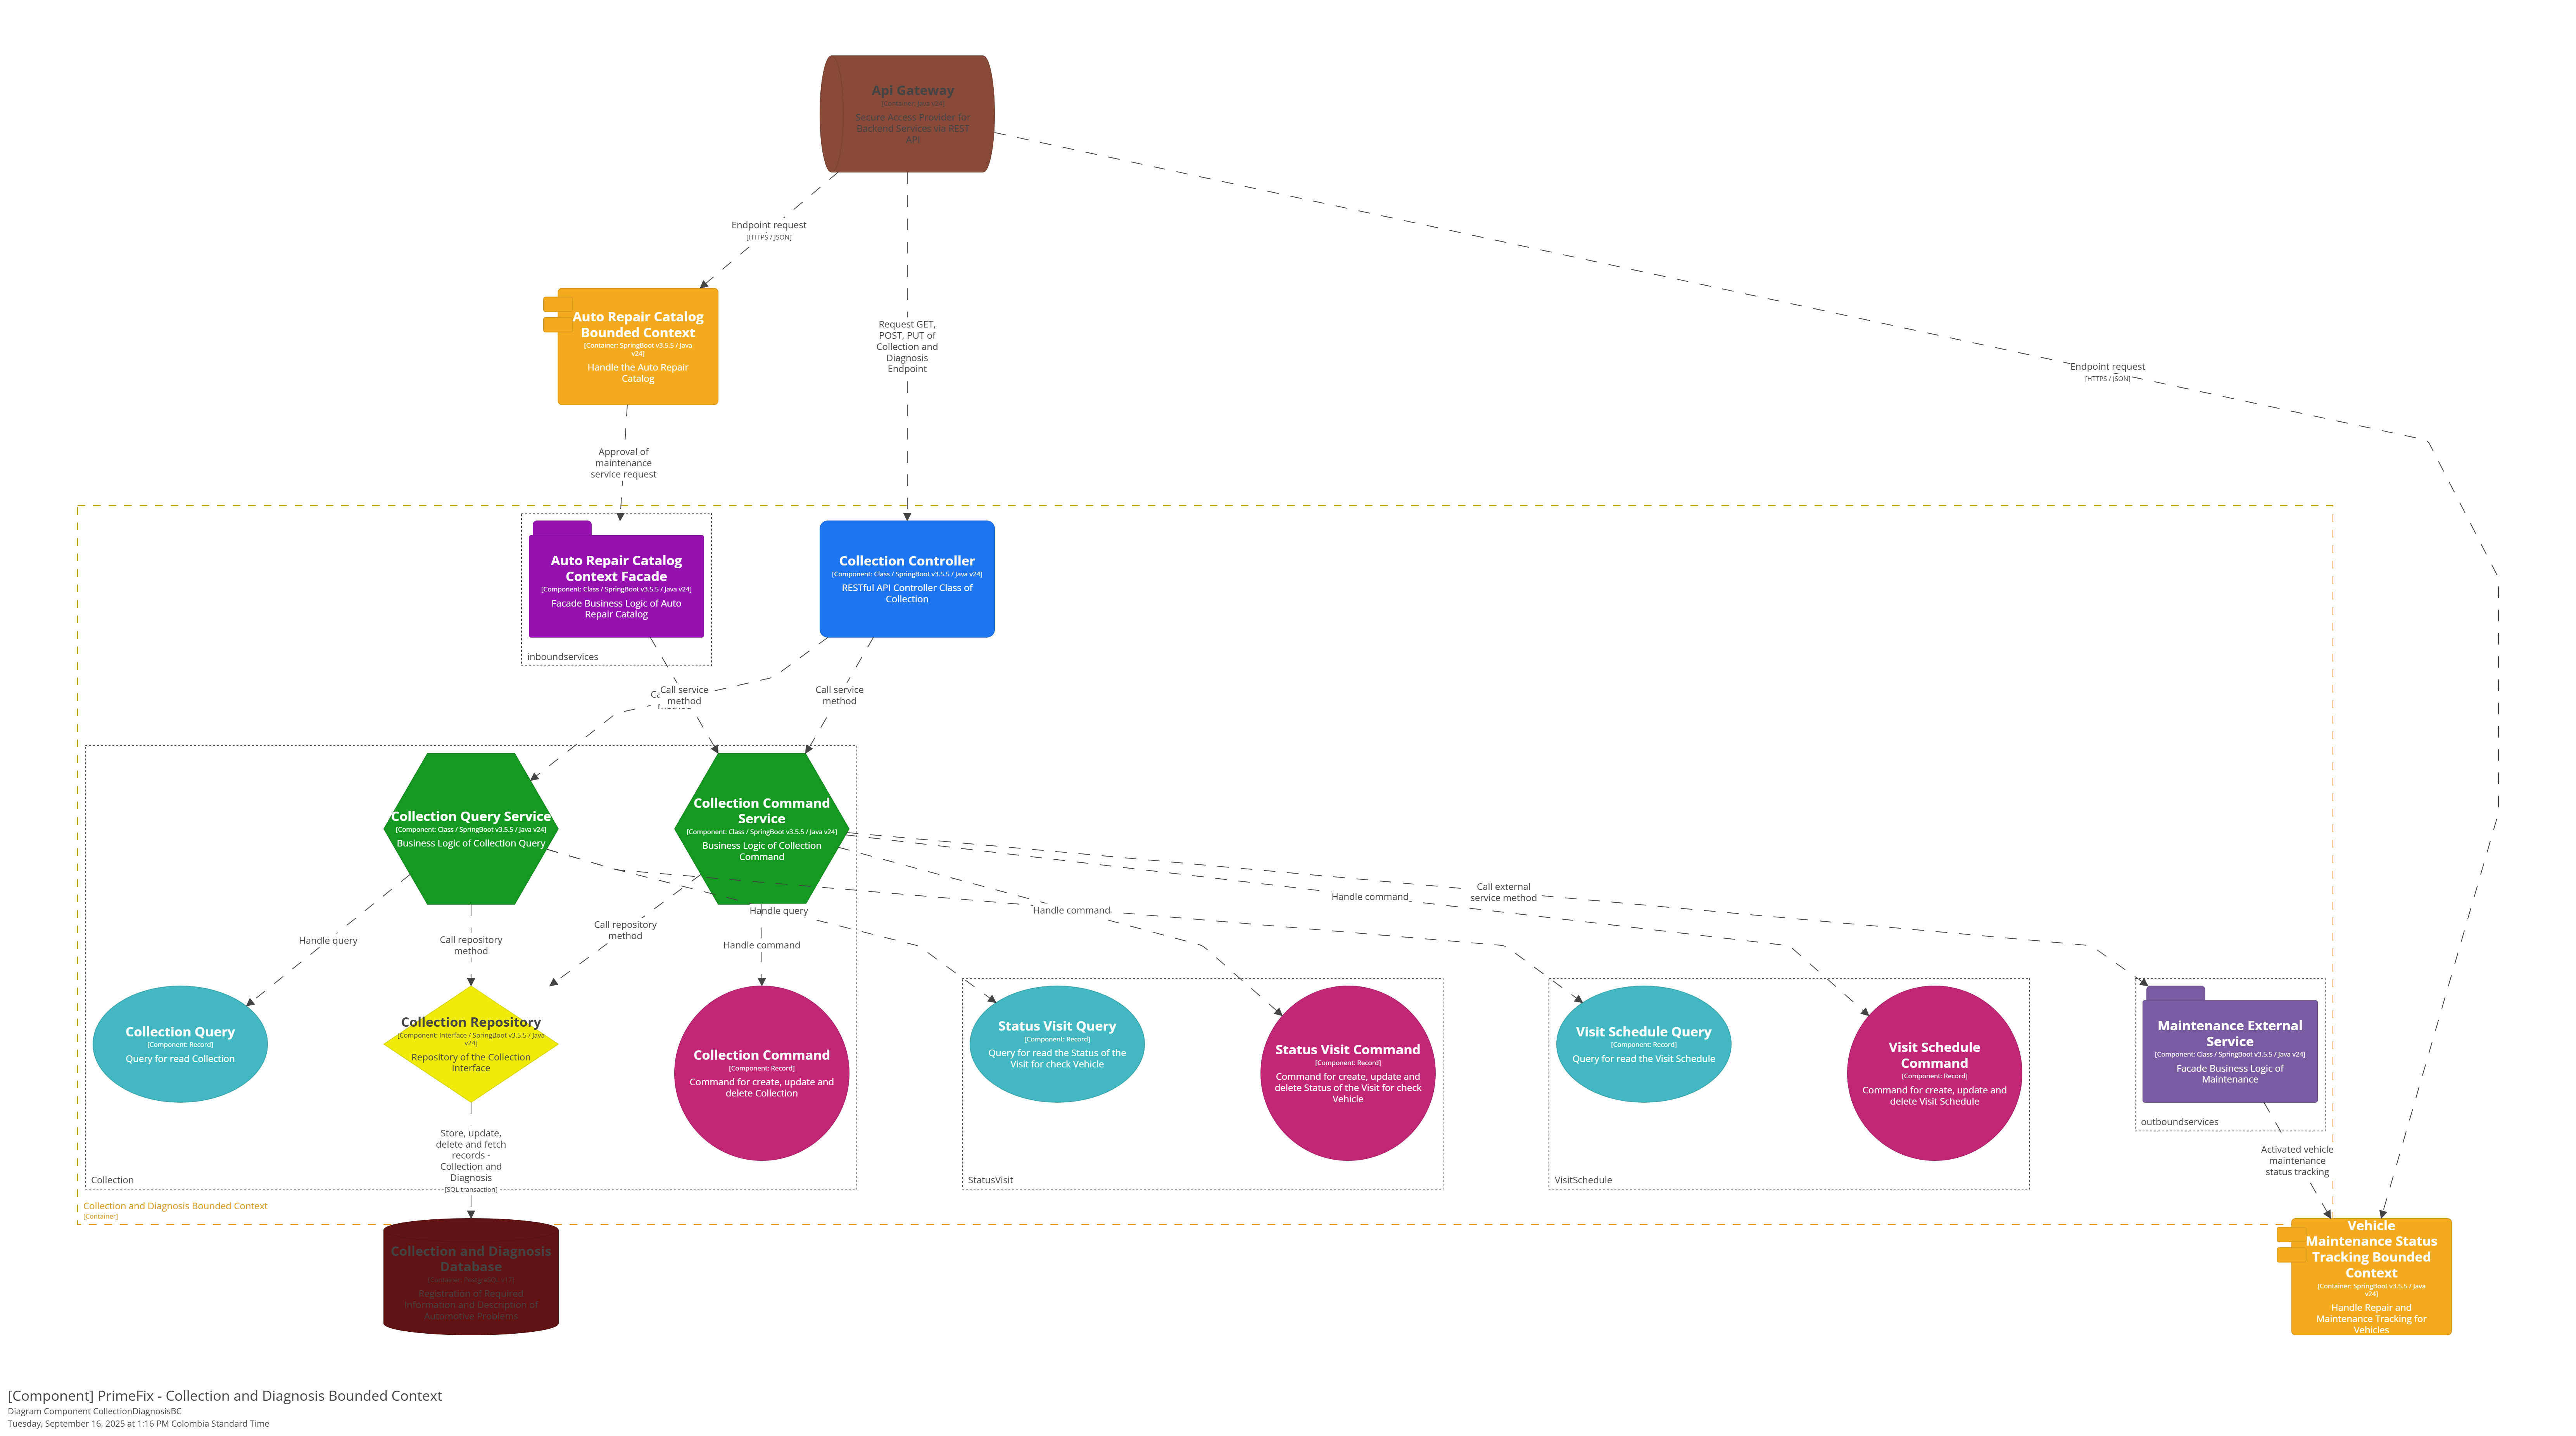 Api Gateway
[Container: Java v24]
Secure Access Provider for
Backend Services via REST
API
Endpoint request
[HTTPS / JSON]
Auto Repair Catalog
Bounded Context
[Container: SpringBoot v3.5.5 / Java
v24]
Handle the Auto Repair
Catalog
Request GET,
POST, PUT of
Collection and
Diagnosis
Endpoint
Endpoint request
[HTTPS / JSON]
Approval of
maintenance
service request
Auto Repair Catalog
Context Facade
[Component: Class / SpringBoot v3.5.5 / Java v24]
Facade Business Logic of Auto
Repair Catalog
inboundservices
Collection Controller
[Component: Class / SpringBoot v3.5.5 / Java v24]
RESTful API Controller Class of
Collection
Call service
method
Call service
method
Collection Query Service
[Component: Class / SpringBoot v3.5.5 / Java v24]
Business Logic of Collection Query
Collection Command
Service
[Component: Class / SpringBoot v3.5.5 / Java v24]
Business Logic of Collection
Command
Handle query
Call repository
method
Call repository
method
Handle query
Handle command
Handle command
Handle command
Call external
service method
Collection Query
[Component: Record]
Query for read Collection
Collection Repository
[Component: Interface / SpringBoot v3.5.5 / Java
v24]
Repository of the Collection
Interface
Collection Command
[Component: Record]
Command for create, update and
delete Collection
Status Visit Query
[Component: Record]
Query for read the Status of the
Visit for check Vehicle
Status Visit Command
[Component: Record]
Command for create, update and
delete Status of the Visit for check
Vehicle
Visit Schedule Query
[Component: Record]
Query for read the Visit Schedule
Visit Schedule
Command
[Component: Record]
Command for create, update and
delete Visit Schedule
Maintenance External
Service
[Component: Class / SpringBoot v3.5.5 / Java v24]
Facade Business Logic of
Maintenance
outboundservices
Store, update,
delete and fetch
records -
Collection and
Diagnosis
[SQL transaction]
Activated vehicle
maintenance
status tracking
Collection
StatusVisit
VisitSchedule
Collection and Diagnosis Bounded Context
[Container]
Collection and Diagnosis
Database
[Container: PostgreSQL v17]
Registration of Required
Information and Description of
Automotive Problems
Vehicle
Maintenance Status
Tracking Bounded
Context
[Container: SpringBoot v3.5.5 / Java
v24]
Handle Repair and
Maintenance Tracking for
Vehicles
[Component] PrimeFix - Collection and Diagnosis Bounded Context
Diagram Component CollectionDiagnosisBC
Tuesday, September 16, 2025 at 1:16 PM Colombia Standard Time